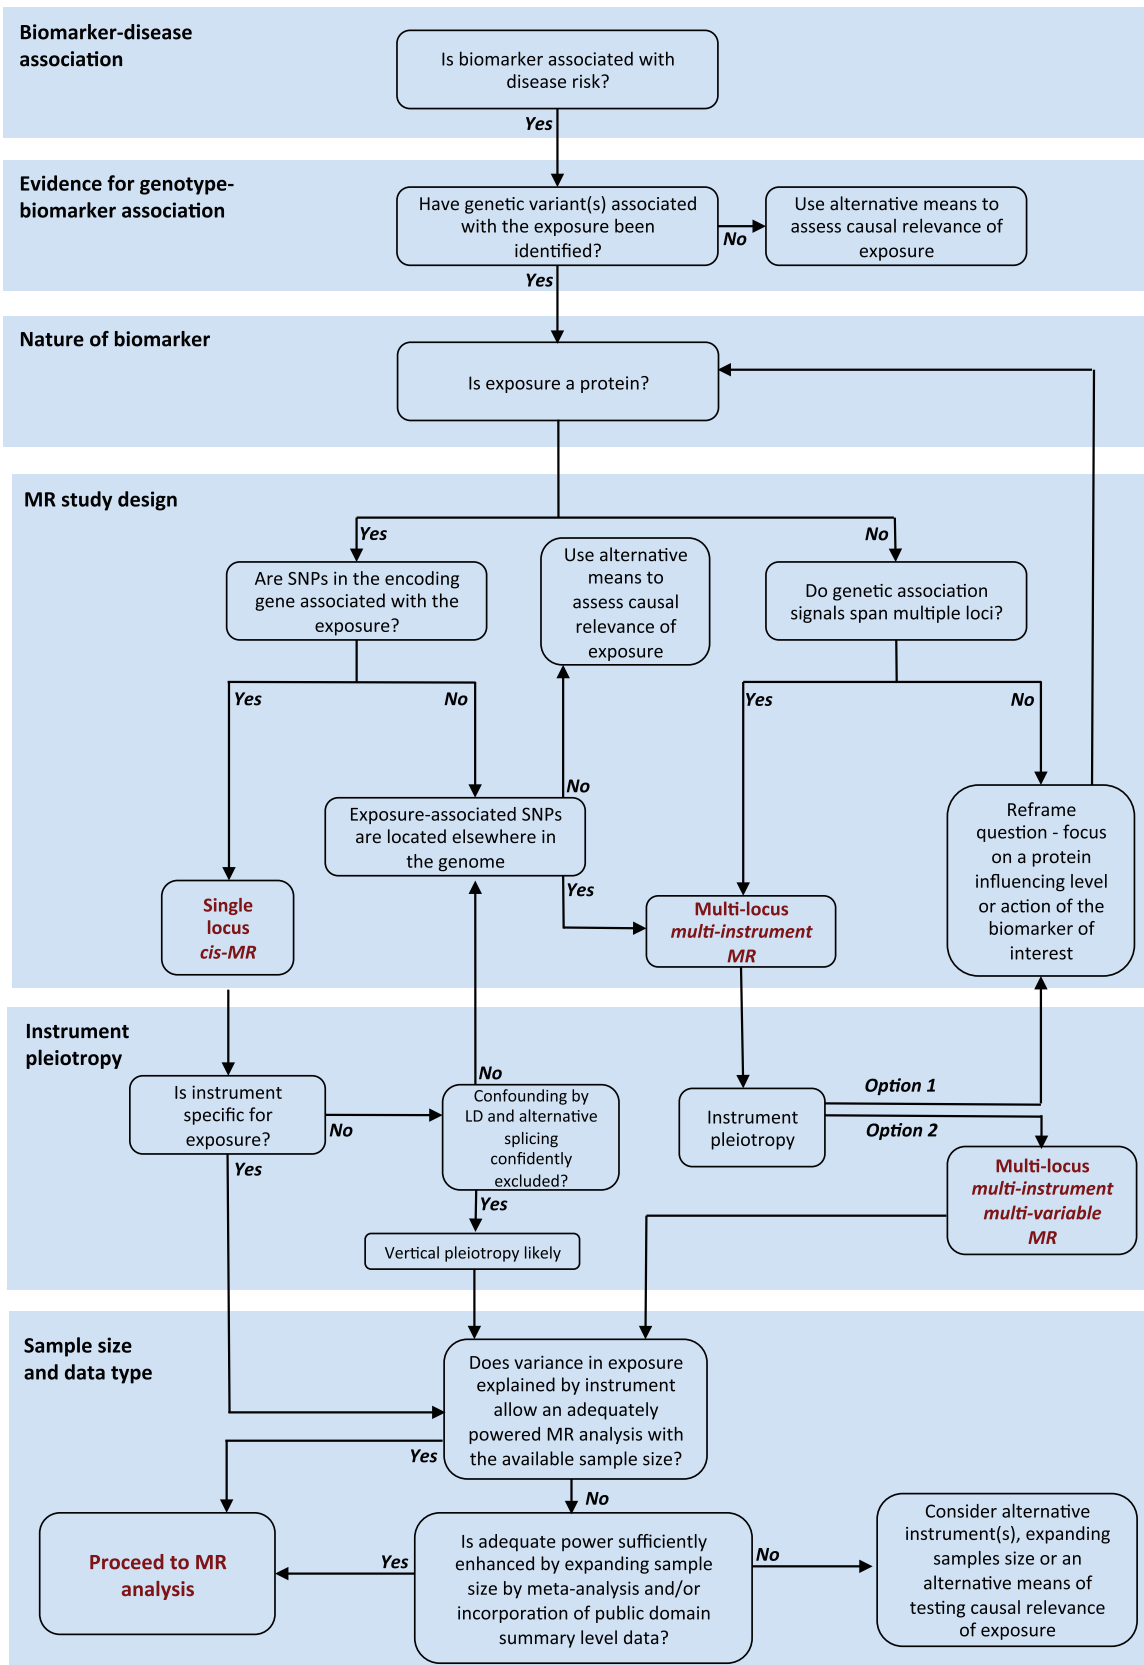 Biomarker-disease
association
Is biomarker associated with
disease risk?
Yes
Evidence for genotype-
biomarker association
Have genetic variant(s) associated
with the exposure been
identified?
No
Use alternative means to
assess causal relevance of
exposure
Yes
Nature of biomarker
Is exposure a protein?
MR study design
Yes
No
Are SNPs in the encoding
gene associated with the
exposure?
Use alternative
means to
assess causal
relevance of
exposure
Do genetic association
signals span multiple loci?
Yes
No
Yes
No
No
Exposure-associated SNPs
are located elsewhere in
the genome
Yes
Reframe
question - focus
on a protein
influencing level
or action of the
biomarker of
interest
Single
locus
cis-MR
Multi-locus
multi-instrument
MR
Instrument
pleiotropy
Is instrument
specific for
exposure?
No
No
Confounding by
LD and alternative
splicing
confidently
excluded?
Instrument
pleiotropy
Option 1
Option 2
Yes
Yes
Multi-locus
multi-instrument
multi-variable
MR
Vertical pleiotropy likely
Sample size
and data type
Does variance in exposure
explained by instrument
allow an adequately
powered MR analysis with
the available sample size?
Yes
No
Proceed to MR
analysis
Yes
Is adequate power sufficiently
enhanced by expanding sample
size by meta-analysis and/or
incorporation of public domain
summary level data?
No
Consider alternative
instrument(s), expanding
samples size or an
alternative means of
testing causal relevance
of exposure